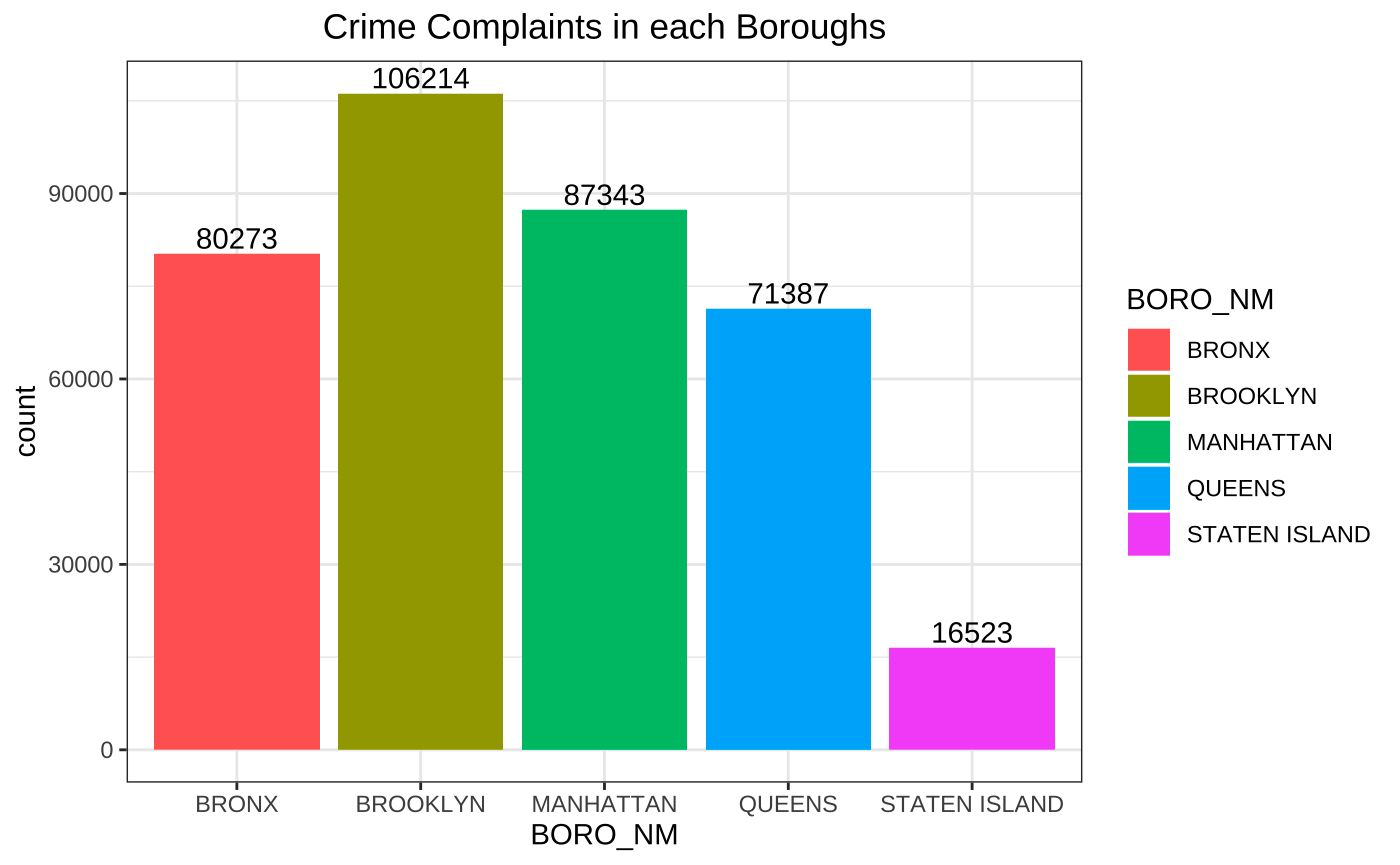 Crime Complaints in each Boroughs
106214
87343
80273
71387
16523
90000
60000
30000
0
count
BRONX
BROOKLYN
MANHATTAN
QUEENS
STATEN ISLAND
BORO_NM
BORO_NM
BRONX
BROOKLYN
MANHATTAN
QUEENS
STATEN ISLAND